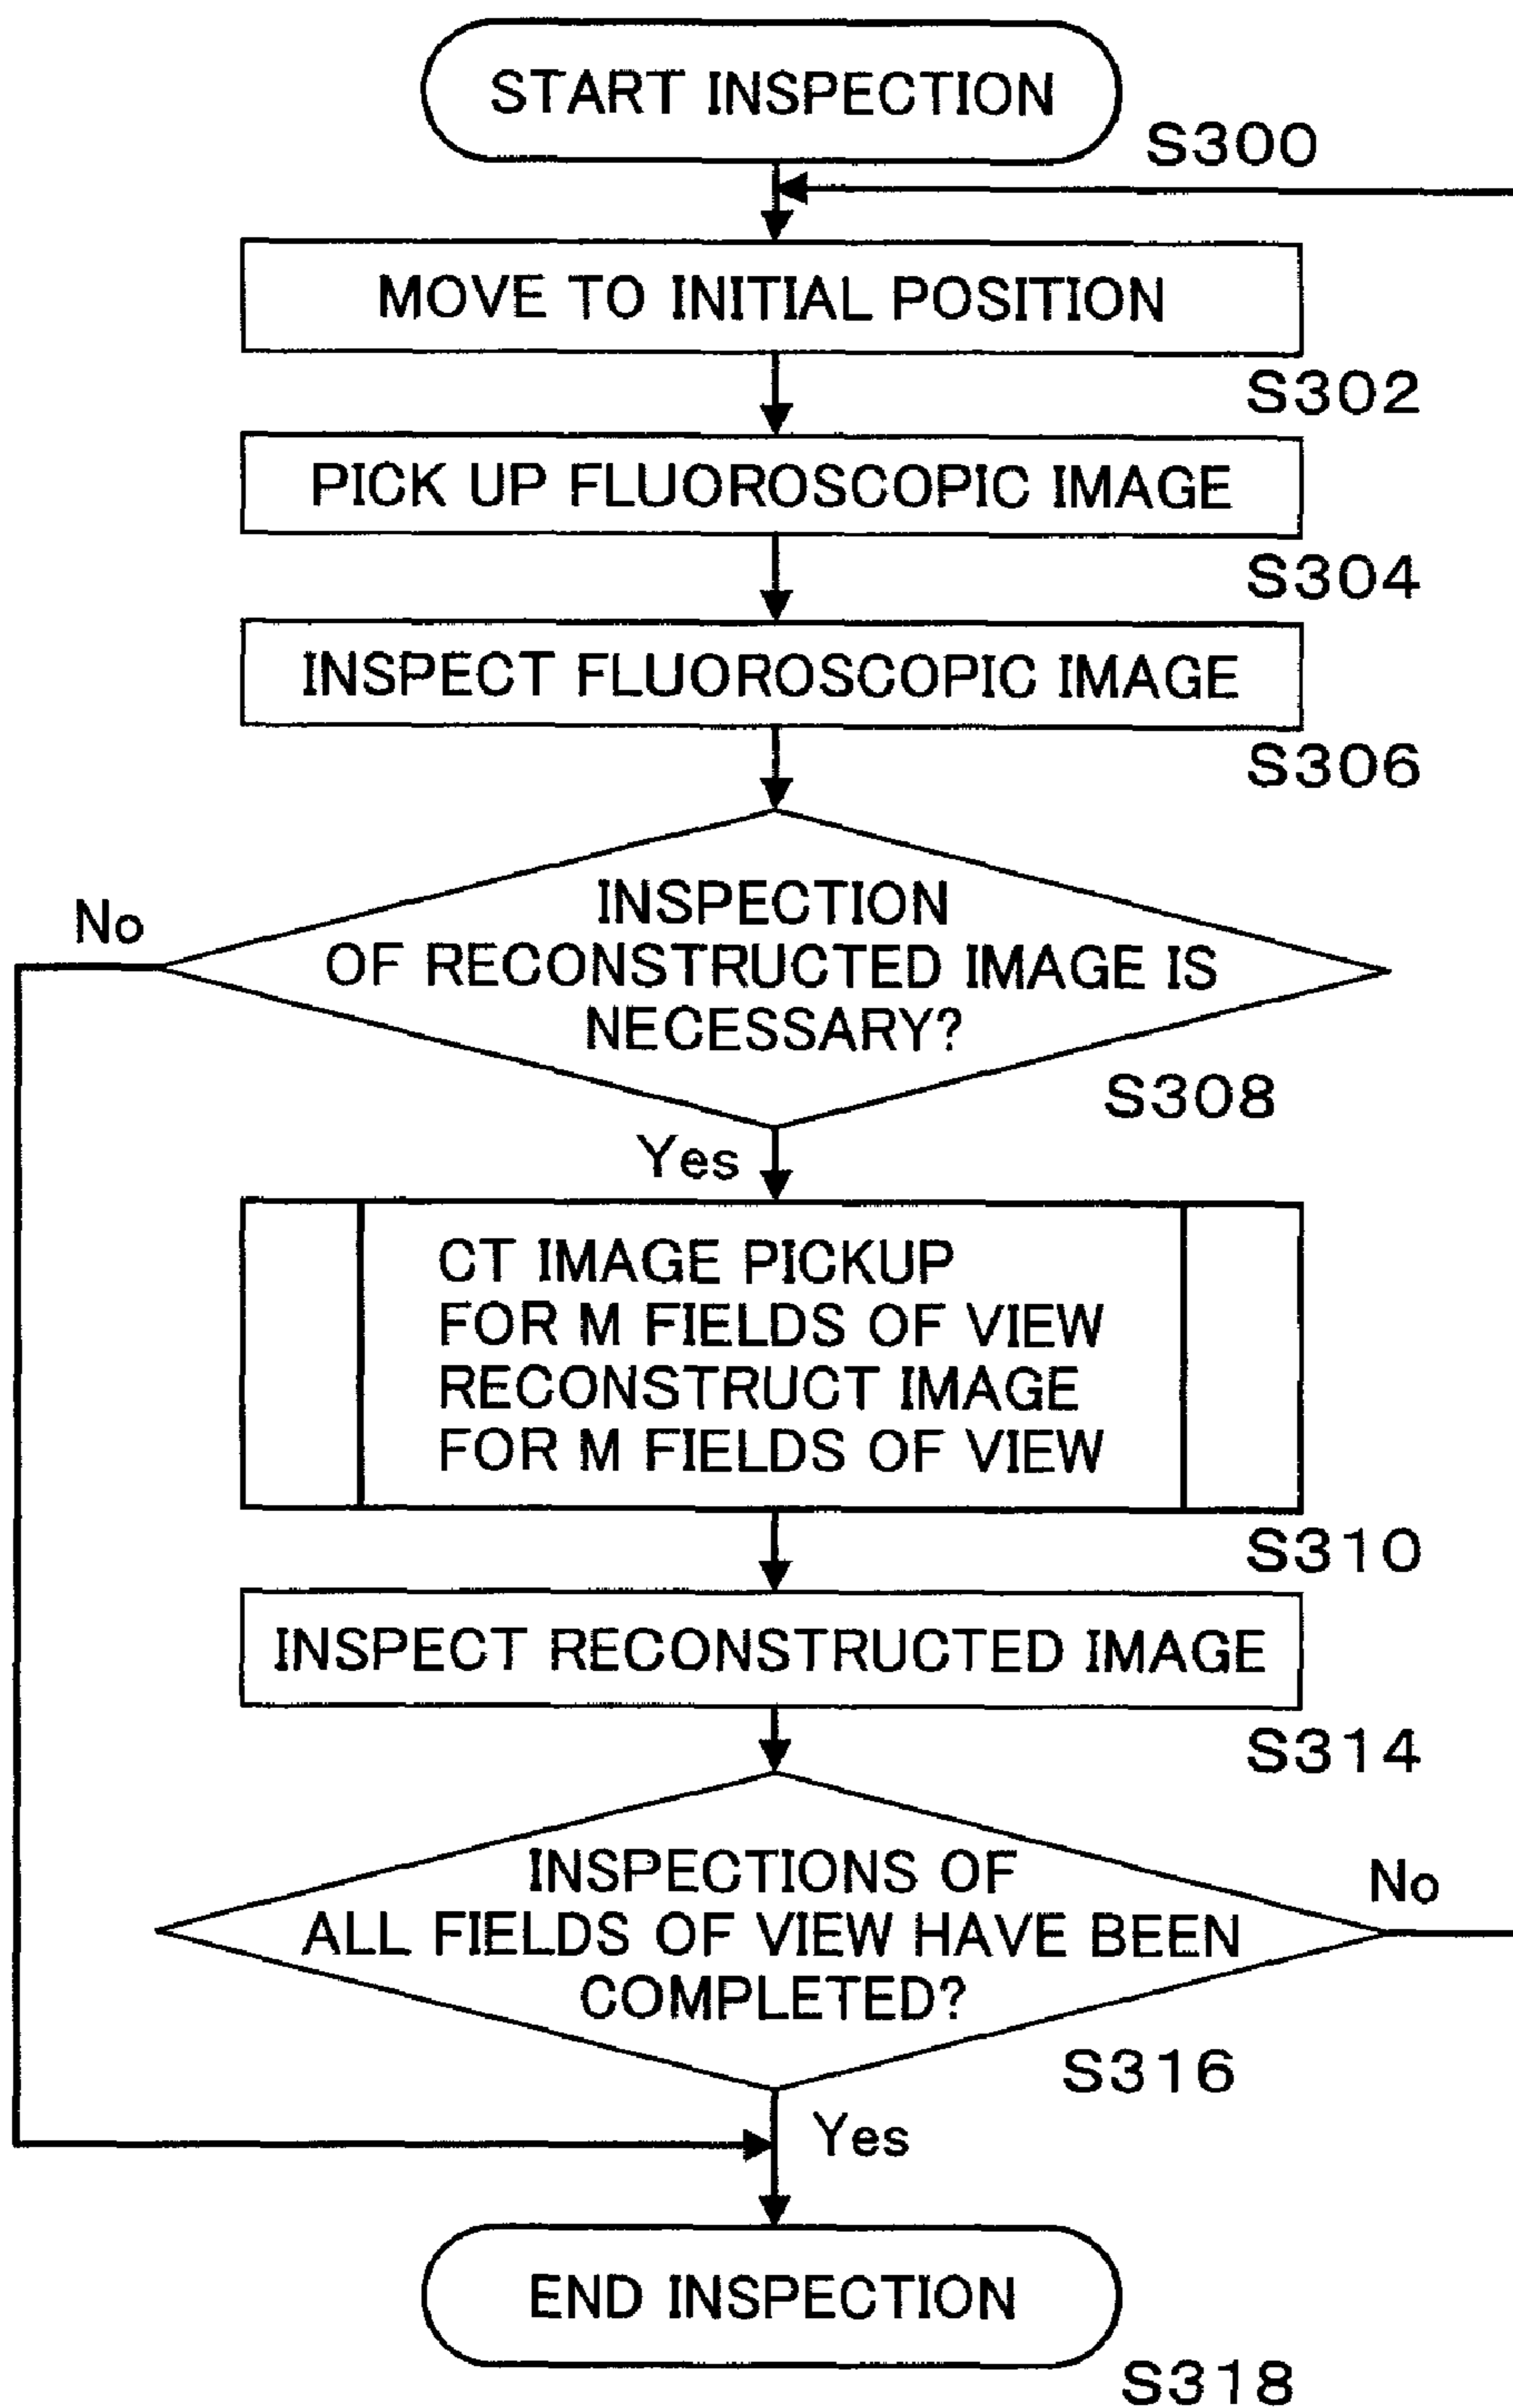 START INSPECTION
S300
MOVE TO INITIAL POSITION
S302
PICK UP FLUOROSCOPIC IMAGE
S304
INSPECT FLUOROSCOPIC IMAGE
S306
No
INSPECTION
OF RECONSTRUCTED IMAGE IS
NECESSARY?
S308
Yes
CT IMAGE PICKUP
FOR M FIELDS OF VIEW
RECONSTRUCT IMAGE
FOR M FIELDS OF VIEW
S310
INSPECT RECONSTRUCTED IMAGE
S314
INSPECTIONS OF
ALL FIELDS OF VIEW HAVE BEEN
COMPLETED?
No
S316
Yes
END INSPECTION
S318